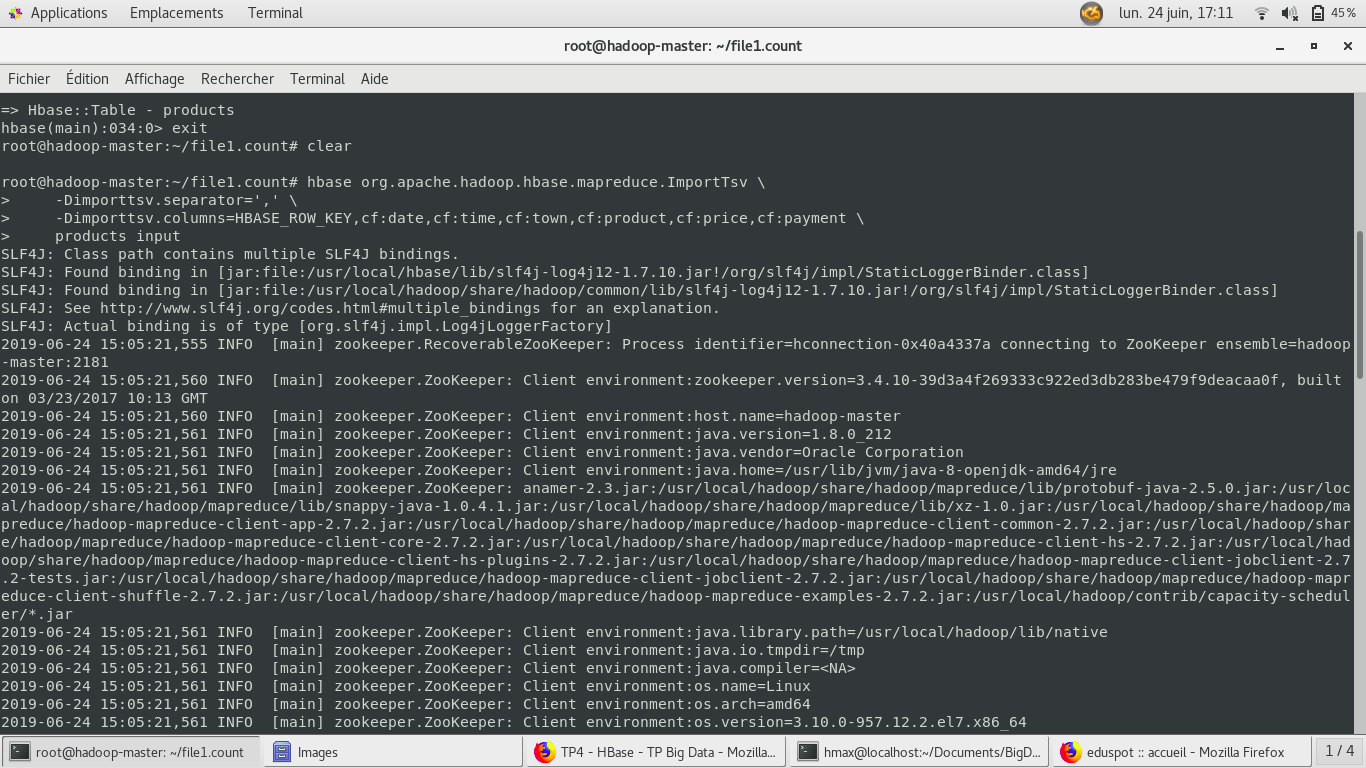 Applications Emplacements Terminal lun. 24 juin, 17:11 45 %
root@hadoop-master: ~/file1.count
Fichier Édition Affichage Rechercher Terminal Aide
=> Hbase::Table - products
hbase(main):034:0> exit
root@hadoop-master:~/file1.count# clear
root@hadoop-master:~/file1.count# hbase org.apache.hadoop.hbase.mapreduce.ImportTsv \
>     -Dimporttsv.separator=',' \
>     -Dimporttsv.columns=HBASE_ROW_KEY,cf:date,cf:time,cf:town,cf:product,cf:price,cf:payment \
>     products input
SLF4J: Class path contains multiple SLF4J bindings.
SLF4J: Found binding in [jar:file:/usr/local/hbase/lib/slf4j-log4j12-1.7.10.jar!/org/slf4j/impl/StaticLoggerBinder.class]
SLF4J: Found binding in [jar:file:/usr/local/hadoop/share/hadoop/common/lib/slf4j-log4j12-1.7.10.jar!/org/slf4j/impl/StaticLoggerBinder.class]
SLF4J: See http://www.slf4j.org/codes.html#multiple_bindings for an explanation.
SLF4J: Actual binding is of type [org.slf4j.impl.Log4jLoggerFactory]
2019-06-24 15:05:21,555 INFO  [main] zookeeper.RecoverableZooKeeper: Process identifier=hconnection-0x40a4337a connecting to ZooKeeper ensemble=hadoop
-master:2181
2019-06-24 15:05:21,560 INFO  [main] zookeeper.ZooKeeper: Client environment:zookeeper.version=3.4.10-39d3a4f269333c922ed3db283be479f9deacaa0f, built
on 03/23/2017 10:13 GMT
2019-06-24 15:05:21,560 INFO  [main] zookeeper.ZooKeeper: Client environment:host.name=hadoop-master
2019-06-24 15:05:21,561 INFO  [main] zookeeper.ZooKeeper: Client environment:java.version=1.8.0_212
2019-06-24 15:05:21,561 INFO  [main] zookeeper.ZooKeeper: Client environment:java.vendor=Oracle Corporation
2019-06-24 15:05:21,561 INFO  [main] zookeeper.ZooKeeper: Client environment:java.home=/usr/lib/jvm/java-8-openjdk-amd64/jre
2019-06-24 15:05:21,561 INFO  [main] zookeeper.ZooKeeper: anamer-2.3.jar:/usr/local/hadoop/share/hadoop/mapreduce/lib/protobuf-java-2.5.0.jar:/usr/loc
al/hadoop/share/hadoop/mapreduce/lib/snappy-java-1.0.4.1.jar:/usr/local/hadoop/share/hadoop/mapreduce/lib/xz-1.0.jar:/usr/local/hadoop/share/hadoop/ma
preduce/hadoop-mapreduce-client-app-2.7.2.jar:/usr/local/hadoop/share/hadoop/mapreduce/hadoop-mapreduce-client-common-2.7.2.jar:/usr/local/hadoop/shar
e/hadoop/mapreduce/hadoop-mapreduce-client-core-2.7.2.jar:/usr/local/hadoop/share/hadoop/mapreduce/hadoop-mapreduce-client-hs-2.7.2.jar:/usr/local/had
oop/share/hadoop/mapreduce/hadoop-mapreduce-client-hs-plugins-2.7.2.jar:/usr/local/hadoop/share/hadoop/mapreduce/hadoop-mapreduce-client-jobclient-2.7
.2-tests.jar:/usr/local/hadoop/share/hadoop/mapreduce/hadoop-mapreduce-client-jobclient-2.7.2.jar:/usr/local/hadoop/share/hadoop/mapreduce/hadoop-mapr
educe-client-shuffle-2.7.2.jar:/usr/local/hadoop/share/hadoop/mapreduce/hadoop-mapreduce-examples-2.7.2.jar:/usr/local/hadoop/contrib/capacity-schedul
er/*.jar
2019-06-24 15:05:21,561 INFO  [main] zookeeper.ZooKeeper: Client environment:java.library.path=/usr/local/hadoop/lib/native
2019-06-24 15:05:21,561 INFO  [main] zookeeper.ZooKeeper: Client environment:java.io.tmpdir=/tmp
2019-06-24 15:05:21,561 INFO  [main] zookeeper.ZooKeeper: Client environment:java.compiler=<NA>
2019-06-24 15:05:21,561 INFO  [main] zookeeper.ZooKeeper: Client environment:os.name=Linux
2019-06-24 15:05:21,561 INFO  [main] zookeeper.ZooKeeper: Client environment:os.arch=amd64
2019-06-24 15:05:21,561 INFO  [main] zookeeper.ZooKeeper: Client environment:os.version=3.10.0-957.12.2.el7.x86_64
root@hadoop-master: ~/file1.count Images TP4 - HBase - TP Big Data - Mozilla... hmax@localhost:~/Documents/BigD... eduspot :: accueil - Mozilla Firefox 1 / 4